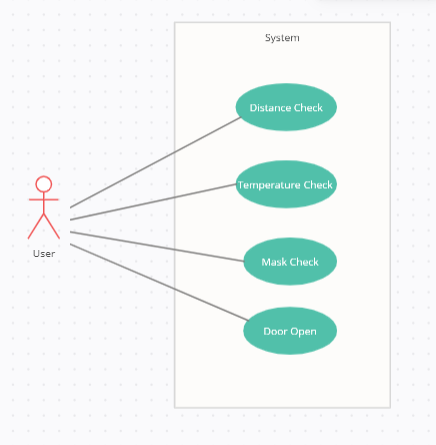 System
Distance Check
Temperature Check
Mask Check
User
Door Open